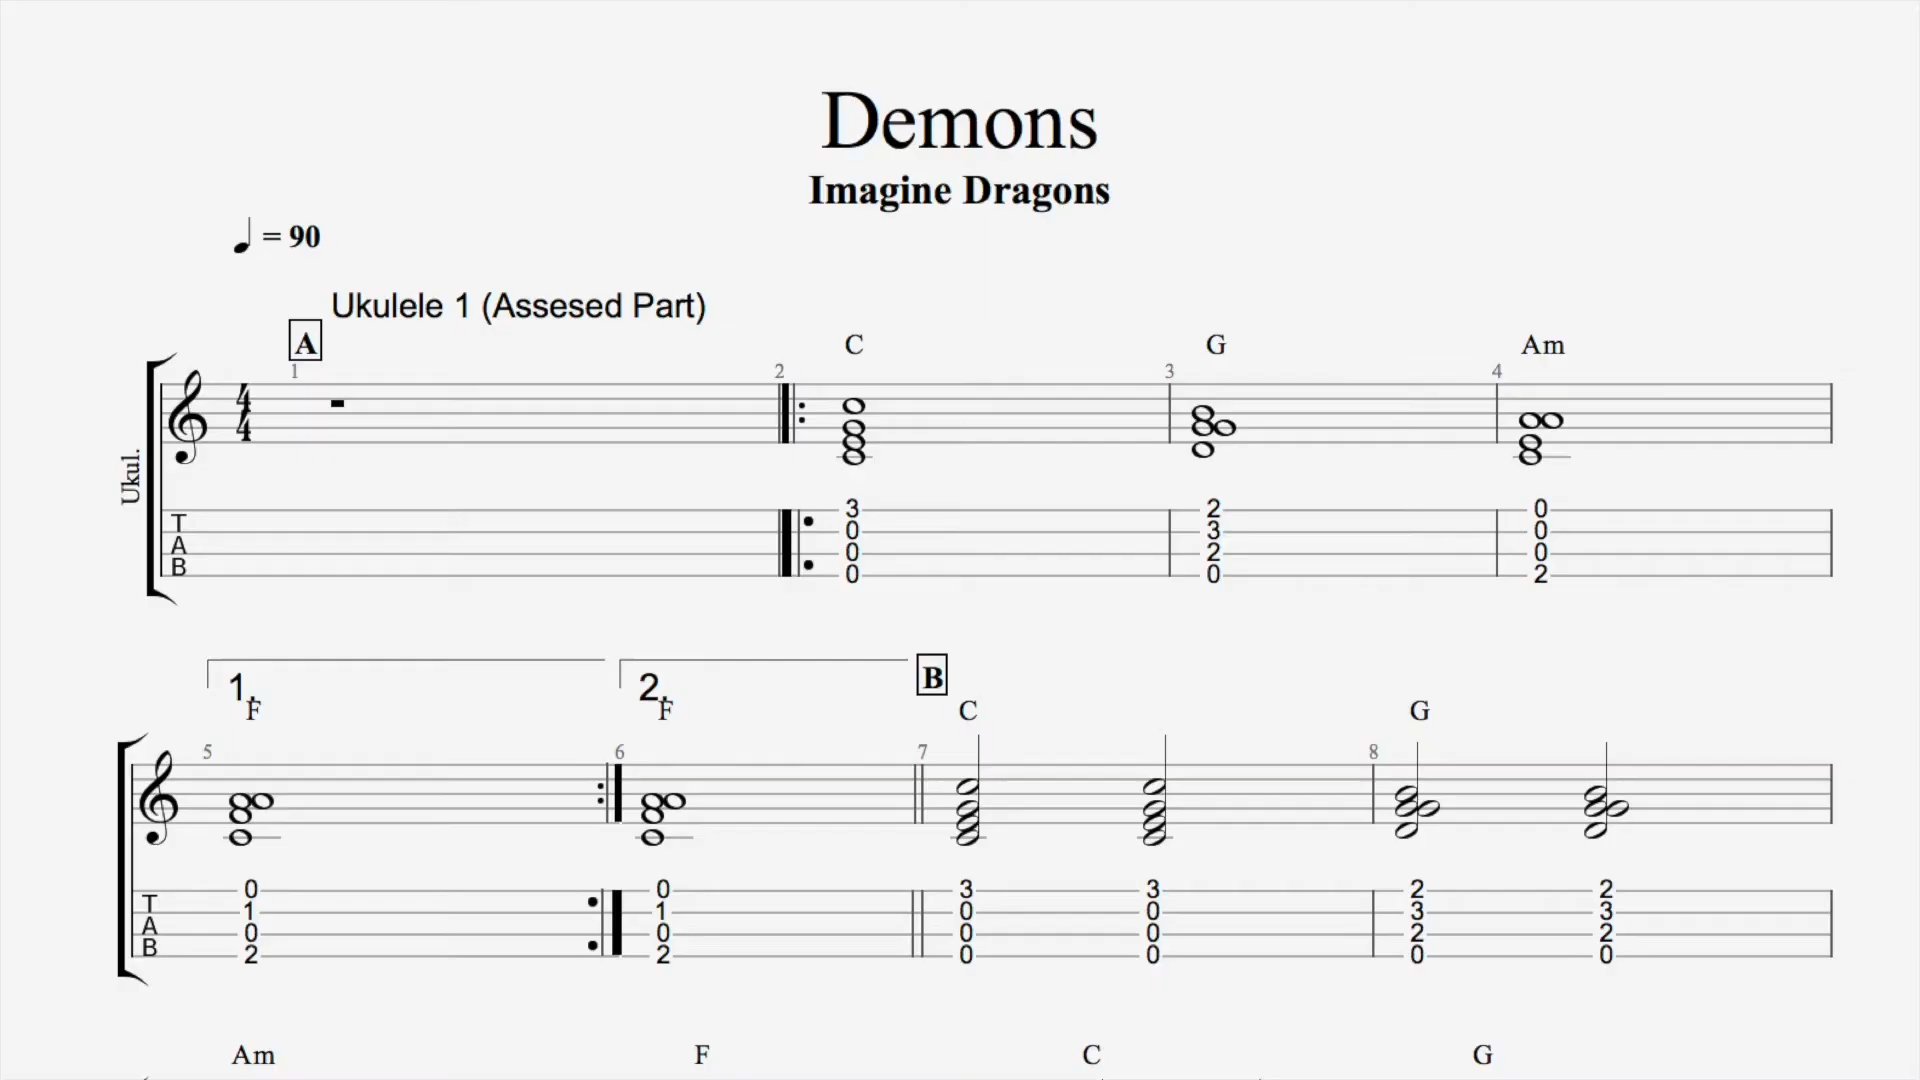 Demons
Imagine Dragons
= 90
Ukulele 1 (Assesed Part)
A
C G Am
1 2 3 4
4
4
Ukul.
T
A
B
3 2 0
0 3 0
0 2 0
0 0 2
1. 2. B
F F C G
5 6 7 8
T
A
B
0 0 3 3 2 2
1 1 0 0 3 3
0 0 0 0 2 2
2 2 0 0 0 0
Am F C G